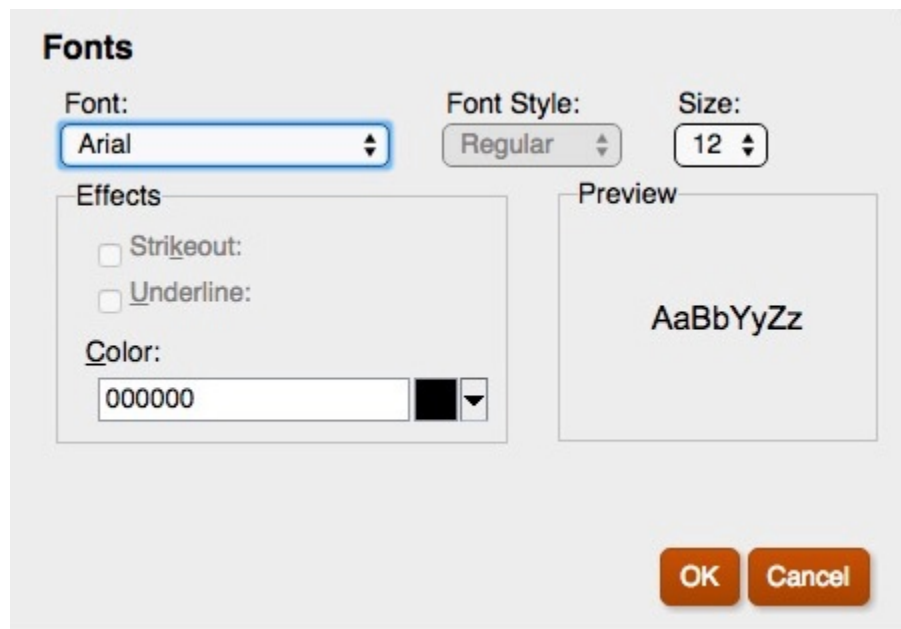 Fonts
Font: Font Style: Size:
Arial Regular 12
Effects Preview
Strikeout:
Underline:
AaBbYyZz
Color:
000000
OK Cancel